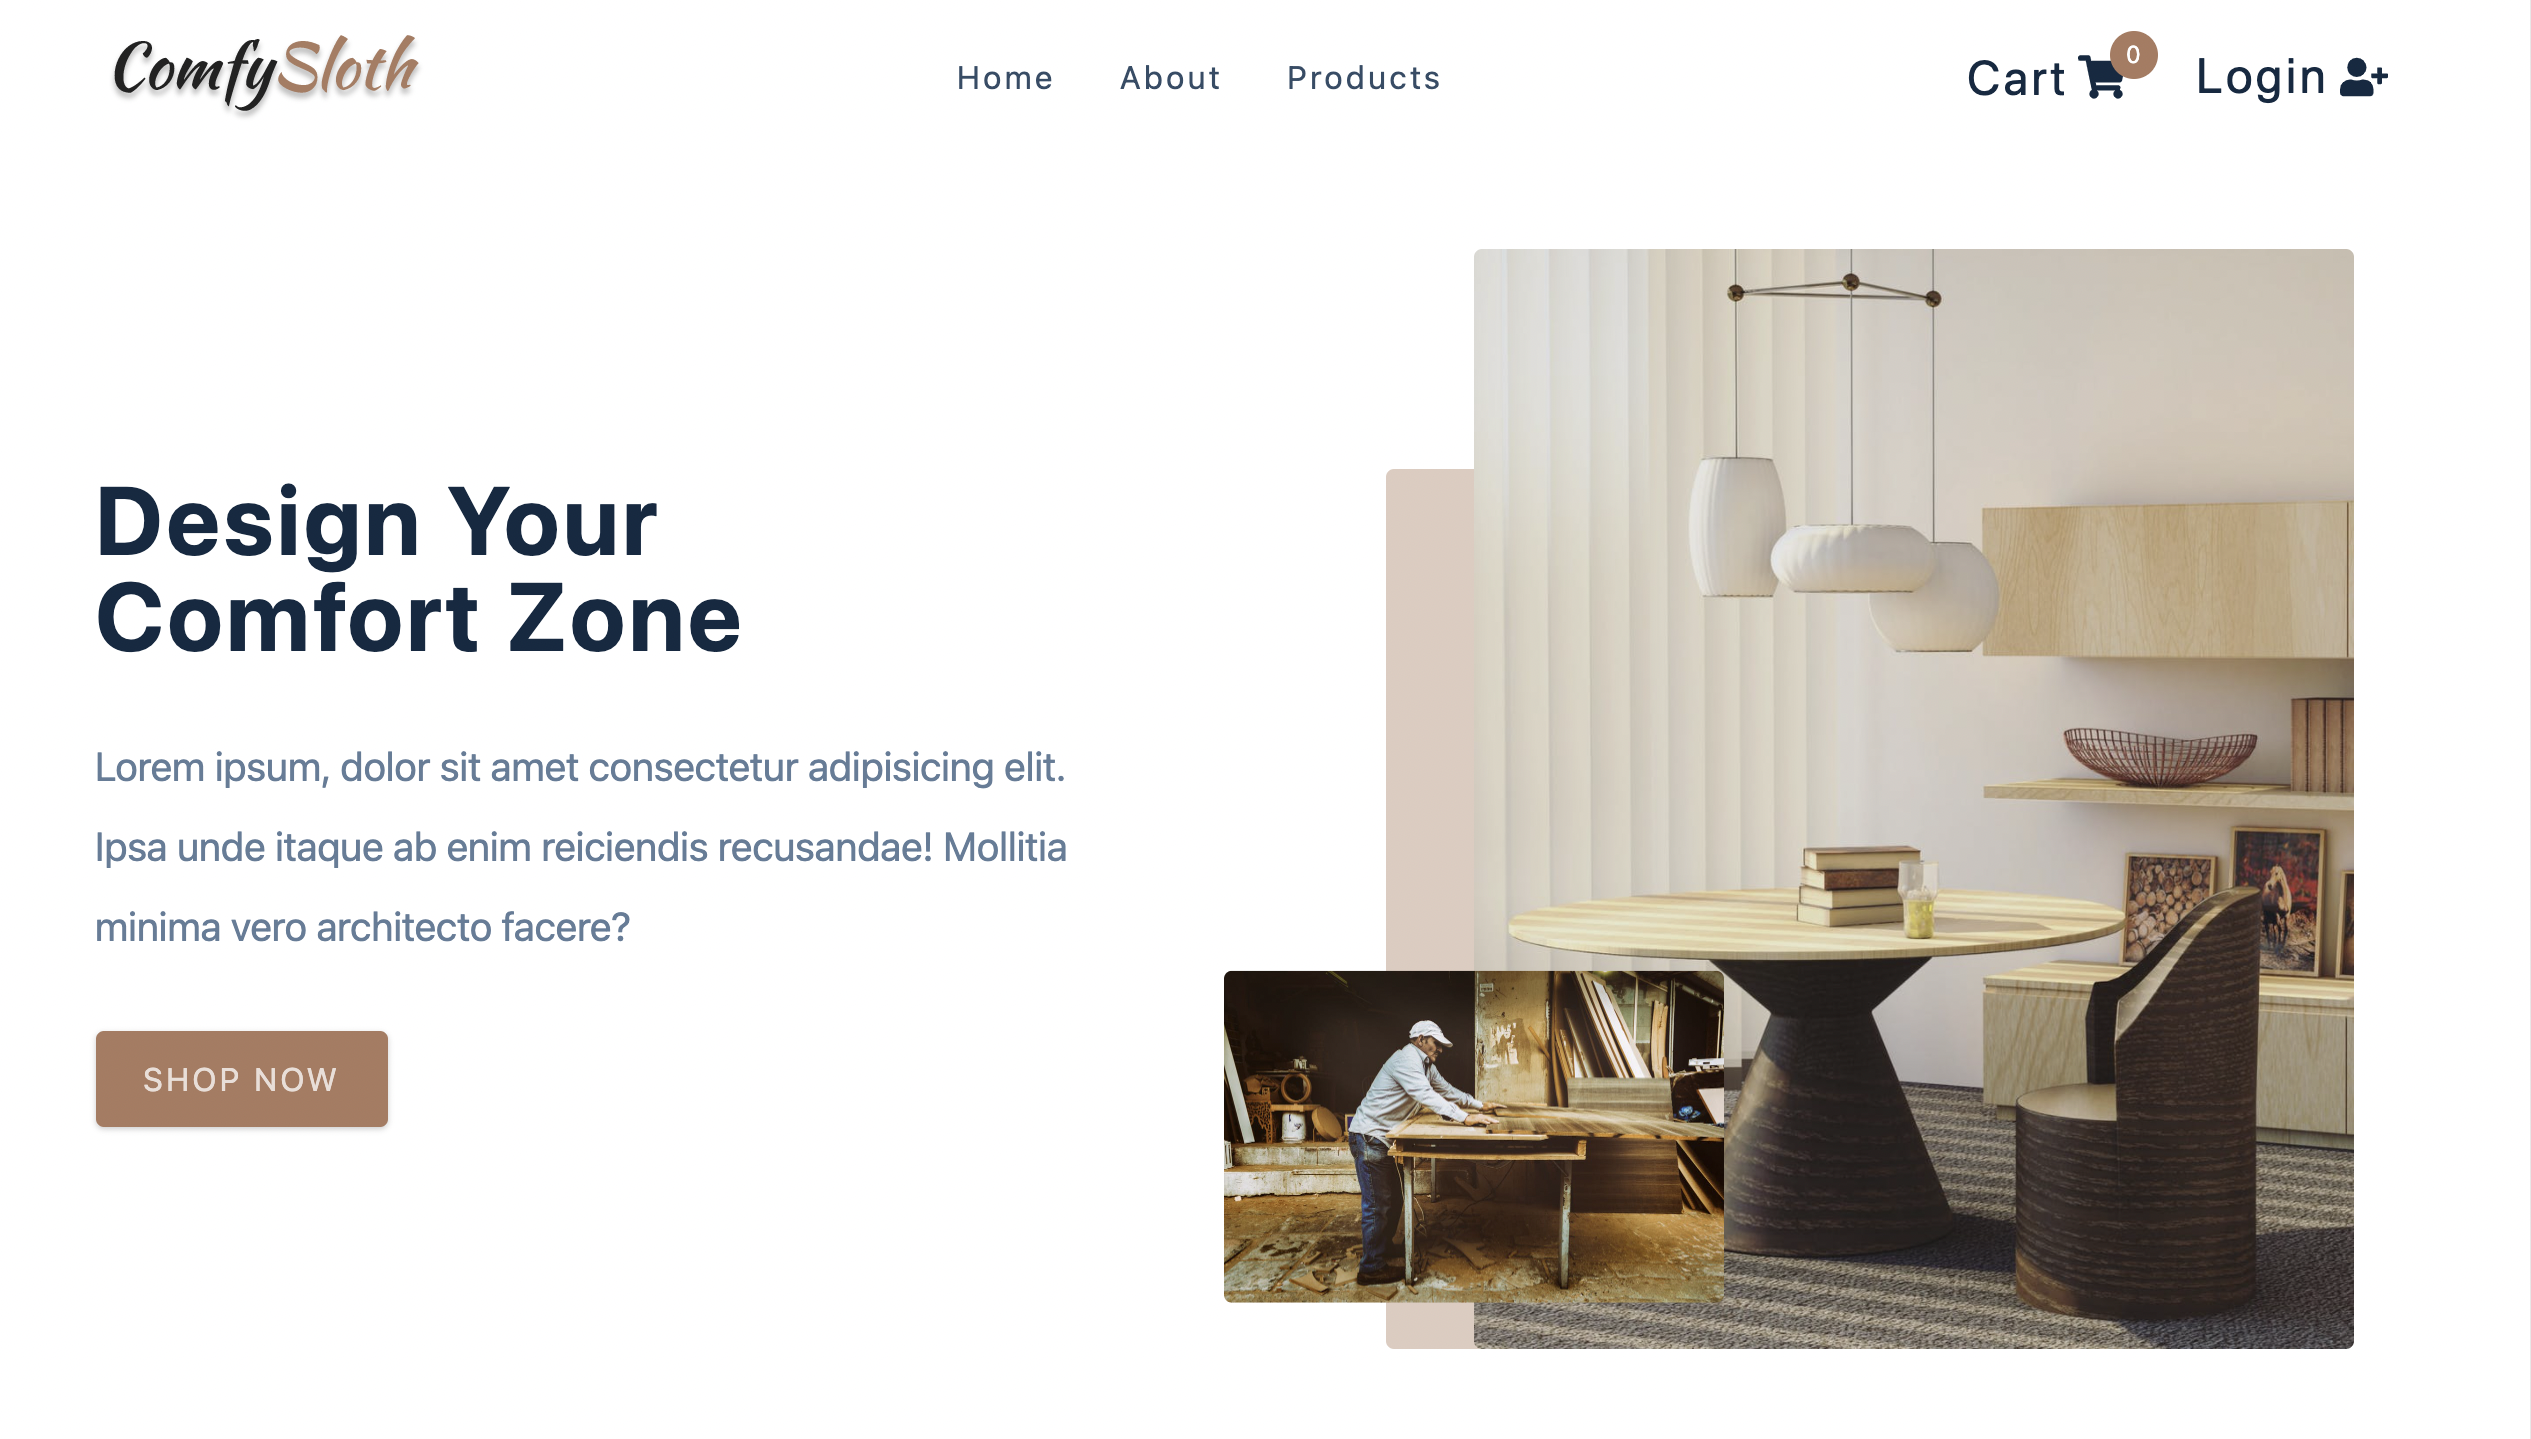 ComfySloth
Home
About
Products
Cart
0
Login
Design Your
Comfort Zone
Lorem ipsum, dolor sit amet consectetur adipisicing elit.
Ipsa unde itaque ab enim reiciendis recusandae! Mollitia
minima vero architecto facere?
SHOP NOW